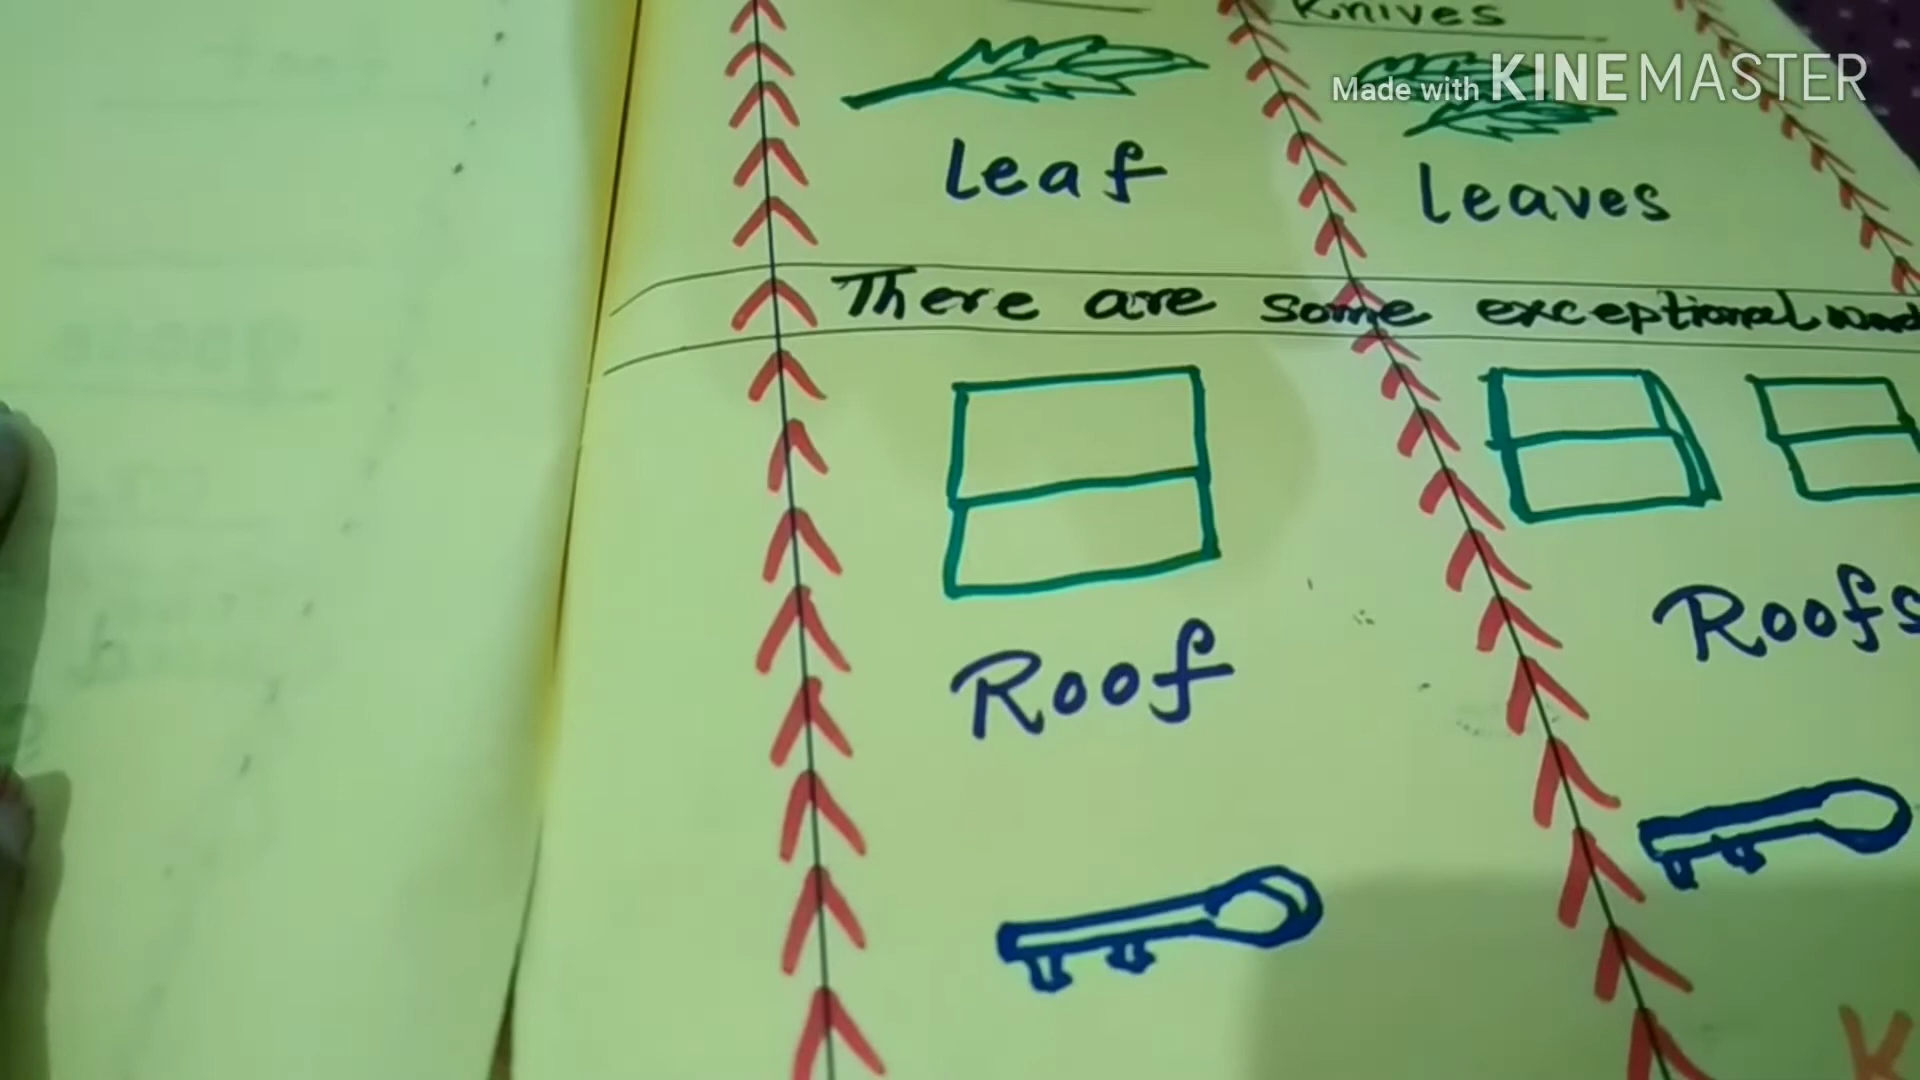 Knives
Made with KINEMASTER
Leaf
Leaves
There are some exceptional
Roof
Roofs
K